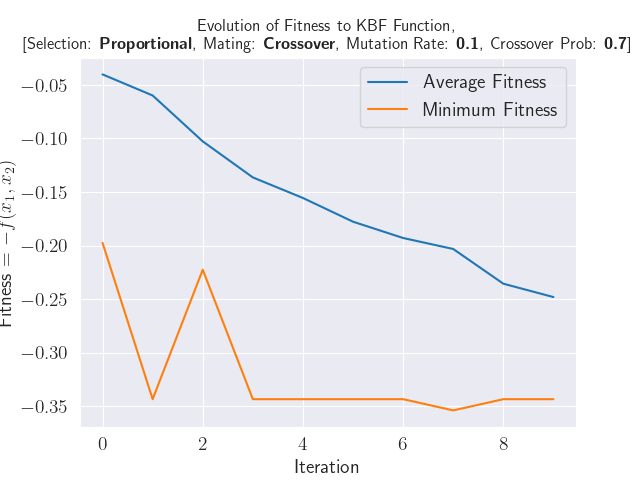 Evolution of Fitness to KBF Function,
[Selection: Proportional, Mating: Crossover, Mutation Rate: 0.1, Crossover Prob: 0.7]
Average Fitness
Minimum Fitness
Fitness = −f(x₁, x₂)
−0.05
−0.10
−0.15
−0.20
−0.25
−0.30
−0.35
0 2 4 6 8
Iteration